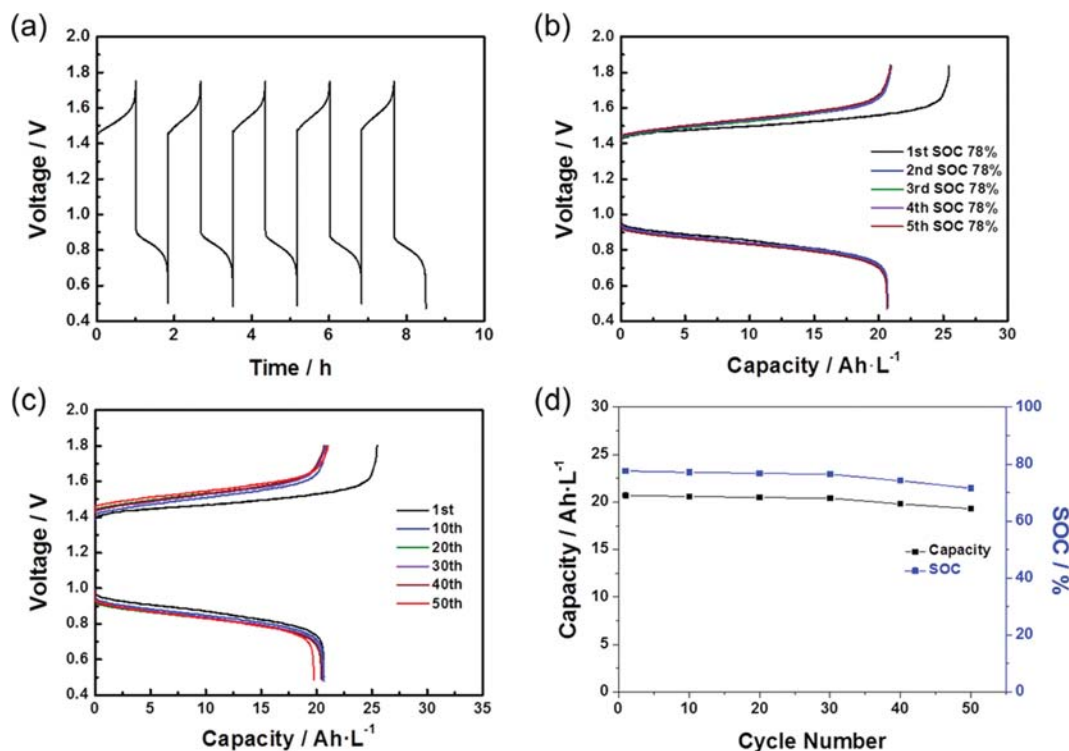 (a)
2.0
1.8
1.6
1.4
1.2
1.0
0.8
0.6
0.4
Voltage / V
0 2 4 6 8 10
Time / h
(b)
2.0
1.8
1.6
1.4
1.2
1.0
0.8
0.6
0.4
Voltage / V
1st SOC 78%
2nd SOC 78%
3rd SOC 78%
4th SOC 78%
5th SOC 78%
0 5 10 15 20 25 30
Capacity / Ah·L⁻¹
(c)
2.0
1.8
1.6
1.4
1.2
1.0
0.8
0.6
0.4
Voltage / V
1st
10th
20th
30th
40th
50th
0 5 10 15 20 25 30 35
Capacity / Ah·L⁻¹
(d)
30
25
20
15
10
5
0
Capacity / Ah·L⁻¹
Capacity
SOC
100
80
60
40
20
0
SOC / %
0 10 20 30 40 50
Cycle Number